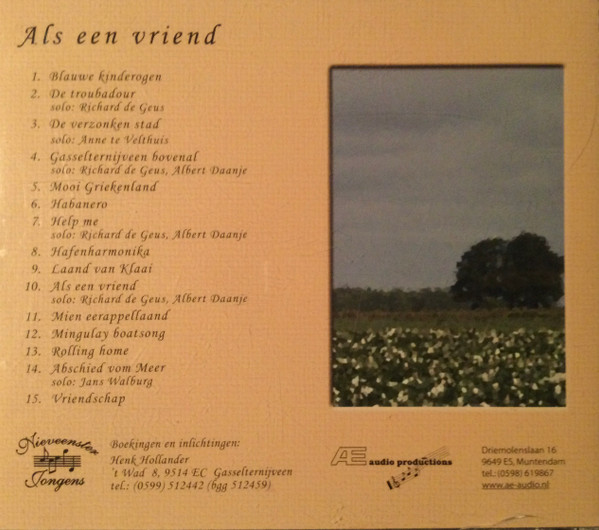 Als een vriend
1. Blauwe kinderogen
2. De troubadour
solo: Richard de Geus
3. De verzonken stad
solo: Anne te Velthuis
4. Gasselternijveen bovenal
solo: Richard de Geus, Albert Daanje
5. Mooi Griekenland
6. Habanero
7. Help me
solo: Richard de Geus, Albert Daanje
8. Hafenharmonika
9. Laand van Klaai
10. Als een vriend
solo: Richard de Geus, Albert Daanje
11. Mien eerappellaand
12. Mingulay boatsong
13. Rolling home
14. Abschied vom Meer
solo: Jans Walburg
15. Vriendschap
Nieveenster
Jongens
Boekingen en inlichtingen:
Henk Hollander
't Wad 8, 9514 EC Gasselternijveen
tel.: (0599) 512442 (bgg 512459)
AE audio productions
Driemolenslaan 16
9649 ES, Muntendam
tel.: (0598) 619867
www.ae-audio.nl